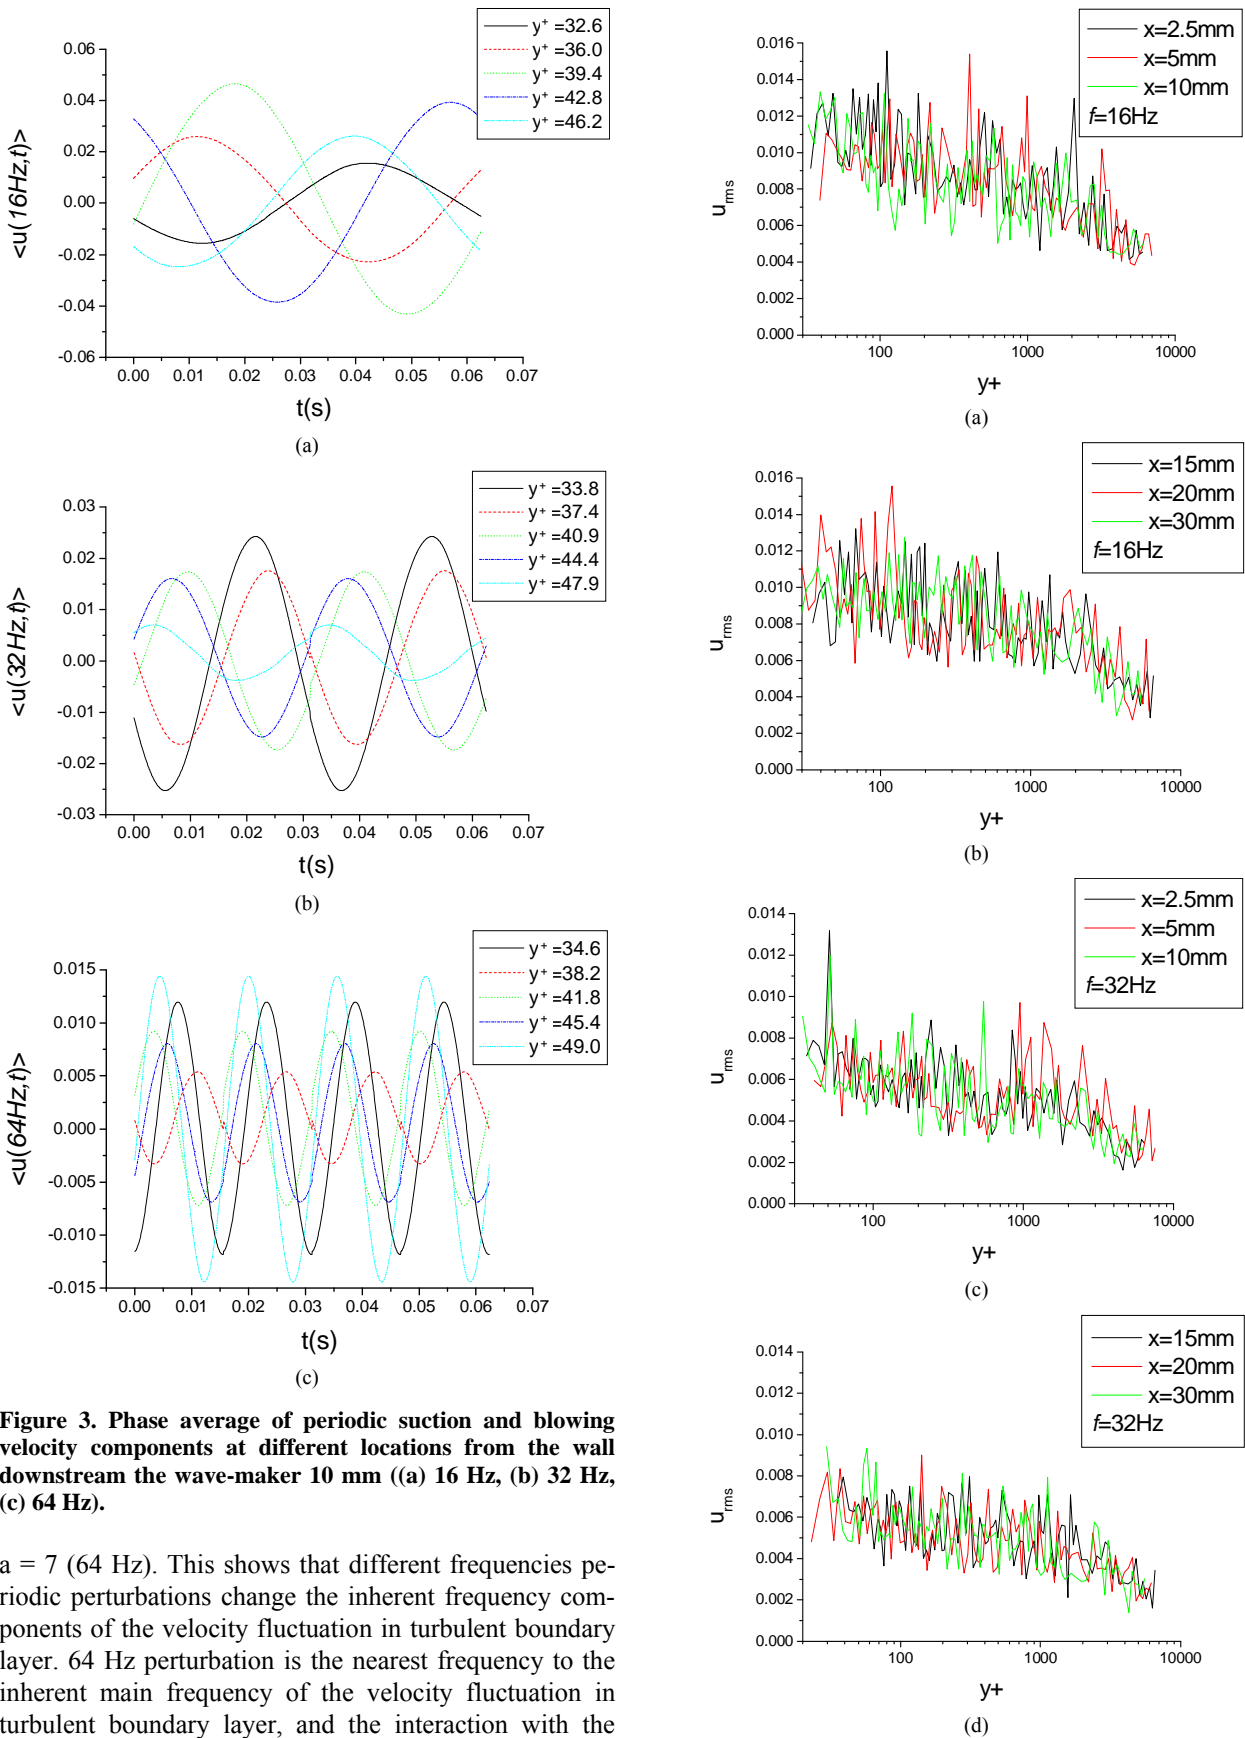 y+ =32.6
y+ =36.0
y+ =39.4
y+ =42.8
y+ =46.2
0.06
0.04
0.02
0.00
-0.02
-0.04
-0.06
<u(16Hz,t)>
0.00 0.01 0.02 0.03 0.04 0.05 0.06 0.07
t(s)
(a)
y+ =33.8
y+ =37.4
y+ =40.9
y+ =44.4
y+ =47.9
0.03
0.02
0.01
0.00
-0.01
-0.02
-0.03
<u(32Hz,t)>
0.00 0.01 0.02 0.03 0.04 0.05 0.06 0.07
t(s)
(b)
y+ =34.6
y+ =38.2
y+ =41.8
y+ =45.4
y+ =49.0
0.015
0.010
0.005
0.000
-0.005
-0.010
-0.015
<u(64Hz,t)>
0.00 0.01 0.02 0.03 0.04 0.05 0.06 0.07
t(s)
(c)
Figure 3. Phase average of periodic suction and blowing
velocity components at different locations from the wall
downstream the wave-maker 10 mm ((a) 16 Hz, (b) 32 Hz,
(c) 64 Hz).
a = 7 (64 Hz). This shows that different frequencies pe-
riodic perturbations change the inherent frequency com-
ponents of the velocity fluctuation in turbulent boundary
layer. 64 Hz perturbation is the nearest frequency to the
inherent main frequency of the velocity fluctuation in
turbulent boundary layer, and the interaction with the
x=2.5mm
x=5mm
x=10mm
f=16Hz
0.016
0.014
0.012
0.010
0.008
0.006
0.004
0.002
0.000
urms
100 1000 10000
y+
(a)
x=15mm
x=20mm
x=30mm
f=16Hz
0.016
0.014
0.012
0.010
0.008
0.006
0.004
0.002
0.000
urms
100 1000 10000
y+
(b)
x=2.5mm
x=5mm
x=10mm
f=32Hz
0.014
0.012
0.010
0.008
0.006
0.004
0.002
0.000
urms
100 1000 10000
y+
(c)
x=15mm
x=20mm
x=30mm
f=32Hz
0.014
0.012
0.010
0.008
0.006
0.004
0.002
0.000
urms
100 1000 10000
y+
(d)